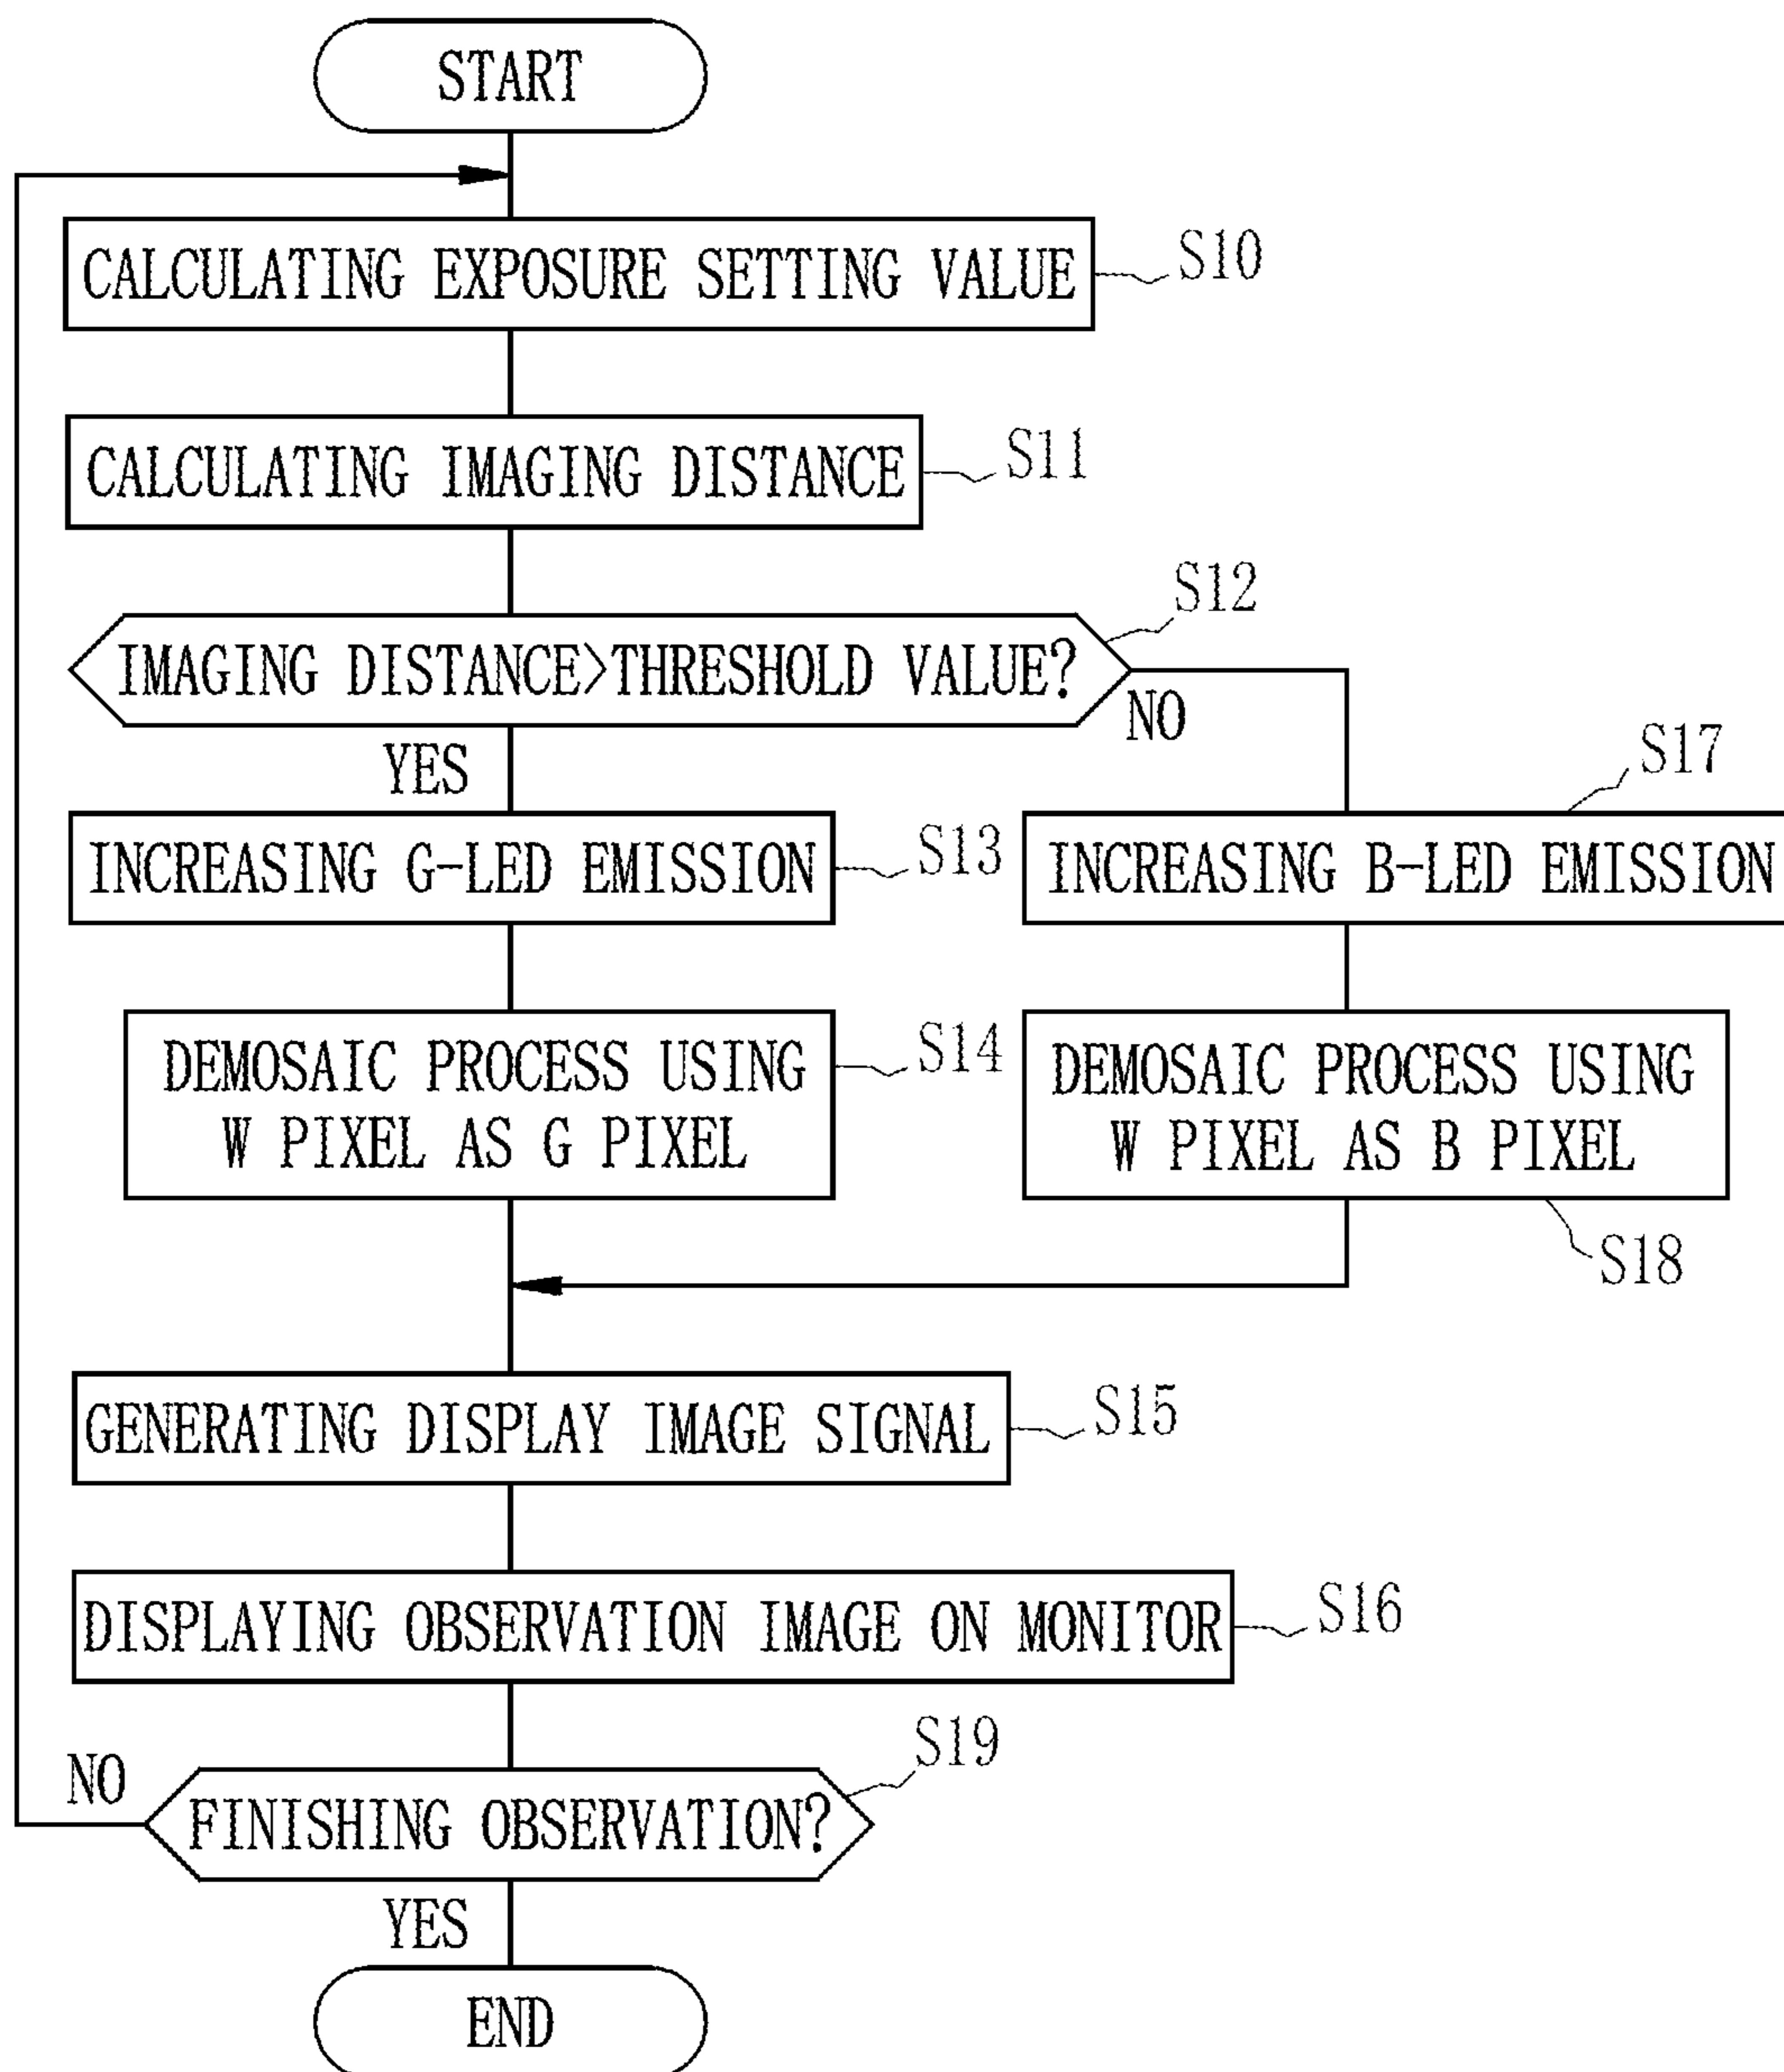 START
CALCULATING EXPOSURE SETTING VALUE
S10
CALCULATING IMAGING DISTANCE
S11
S12
IMAGING DISTANCE>THRESHOLD VALUE?
NO
YES
S17
INCREASING G-LED EMISSION
S13
INCREASING B-LED EMISSION
DEMOSAIC PROCESS USING
W PIXEL AS G PIXEL
S14
DEMOSAIC PROCESS USING
W PIXEL AS B PIXEL
S18
GENERATING DISPLAY IMAGE SIGNAL
S15
DISPLAYING OBSERVATION IMAGE ON MONITOR
S16
S19
NO
FINISHING OBSERVATION?
YES
END